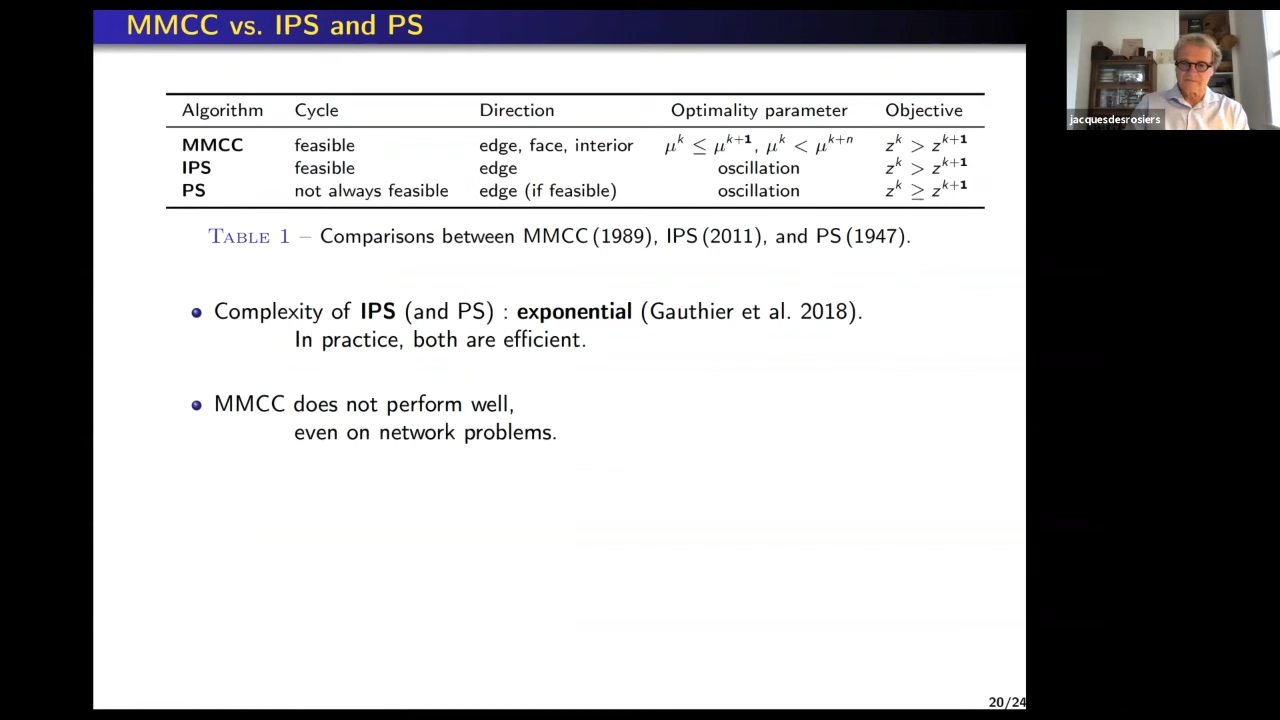 MMCC vs. IPS and PS
Algorithm Cycle Direction Optimality parameter Objective
MMCC feasible edge, face, interior μ^k ≤ μ^{k+1}, μ^k < μ^{k+n} z^k > z^{k+1}
IPS feasible edge oscillation z^k > z^{k+1}
PS not always feasible edge (if feasible) oscillation z^k ≥ z^{k+1}
TABLE 1 – Comparisons between MMCC (1989), IPS (2011), and PS (1947).
Complexity of IPS (and PS) : exponential (Gauthier et al. 2018).
In practice, both are efficient.
MMCC does not perform well,
even on network problems.
20/24
jacquesdesrosiers